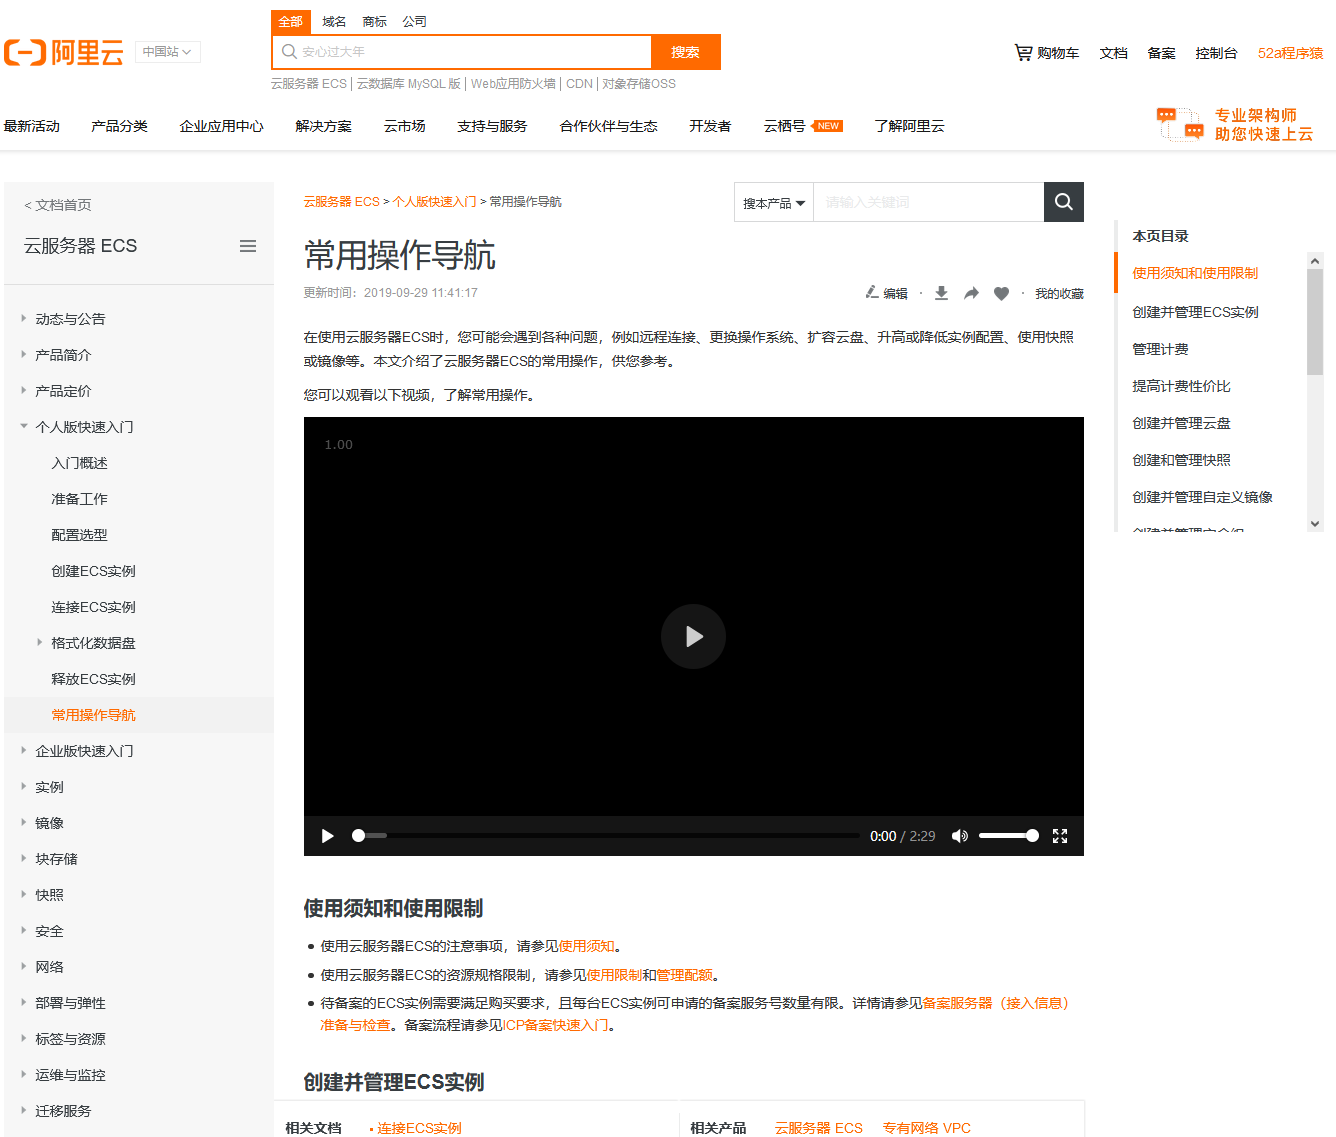 全部 域名 商标 公司
阿里云 中国站 安心过大年 搜索 购物车 文档 备案 控制台 52a程序猿
云服务器 ECS | 云数据库 MySQL 版 | Web应用防火墙 | CDN | 对象存储OSS
最新活动 产品分类 企业应用中心 解决方案 云市场 支持与服务 合作伙伴与生态 开发者 云栖号 NEW 了解阿里云 专业架构师
助您快速上云
< 文档首页
云服务器 ECS
动态与公告
产品简介
产品定价
个人版快速入门
入门概述
准备工作
配置选型
创建ECS实例
连接ECS实例
格式化数据盘
释放ECS实例
常用操作导航
企业版快速入门
实例
镜像
块存储
快照
安全
网络
部署与弹性
标签与资源
运维与监控
迁移服务
云服务器 ECS > 个人版快速入门 > 常用操作导航
搜本产品 请输入关键词
常用操作导航
更新时间：2019-09-29 11:41:17
编辑 · · 我的收藏
在使用云服务器ECS时，您可能会遇到各种问题，例如远程连接、更换操作系统、扩容云盘、升高或降低实例配置、使用快照
或镜像等。本文介绍了云服务器ECS的常用操作，供您参考。
您可以观看以下视频，了解常用操作。
1.00
0:00 / 2:29
使用须知和使用限制
• 使用云服务器ECS的注意事项，请参见使用须知。
• 使用云服务器ECS的资源规格限制，请参见使用限制和管理配额。
• 待备案的ECS实例需要满足购买要求，且每台ECS实例可申请的备案服务号数量有限。详情请参见备案服务器（接入信息）
准备与检查。备案流程请参见ICP备案快速入门。
创建并管理ECS实例
相关文档 连接ECS实例 相关产品 云服务器 ECS 专有网络 VPC
本页目录
使用须知和使用限制
创建并管理ECS实例
管理计费
提高计费性价比
创建并管理云盘
创建和管理快照
创建并管理自定义镜像
创建并管理安全组